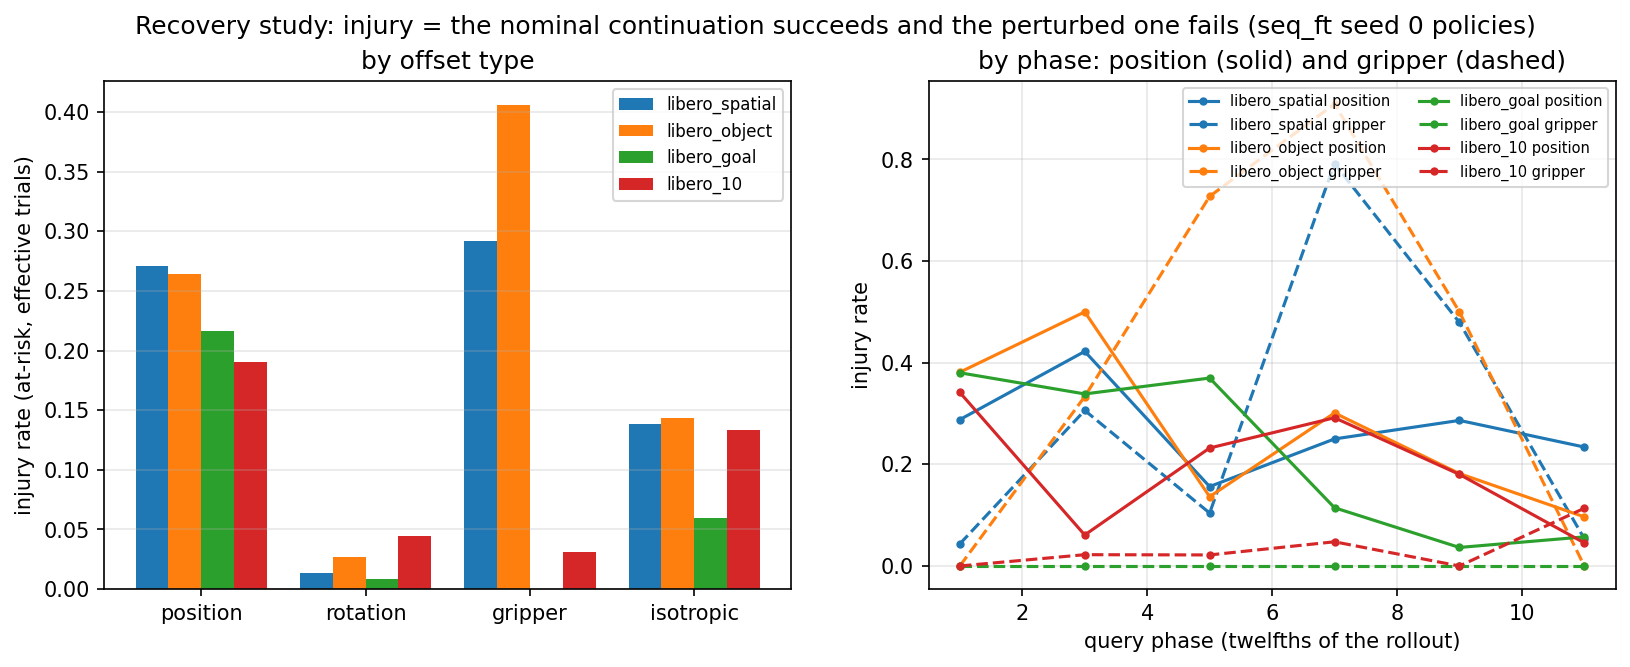 Recovery study: injury = the nominal continuation succeeds and the perturbed one fails (seq_ft seed 0 policies)
by offset type
injury rate (at-risk, effective trials)
0.40
0.35
0.30
0.25
0.20
0.15
0.10
0.05
0.00
position
rotation
gripper
isotropic
libero_spatial
libero_object
libero_goal
libero_10
by phase: position (solid) and gripper (dashed)
injury rate
0.8
0.6
0.4
0.2
0.0
2
4
6
8
10
query phase (twelfths of the rollout)
libero_spatial position
libero_spatial gripper
libero_object position
libero_object gripper
libero_goal position
libero_goal gripper
libero_10 position
libero_10 gripper